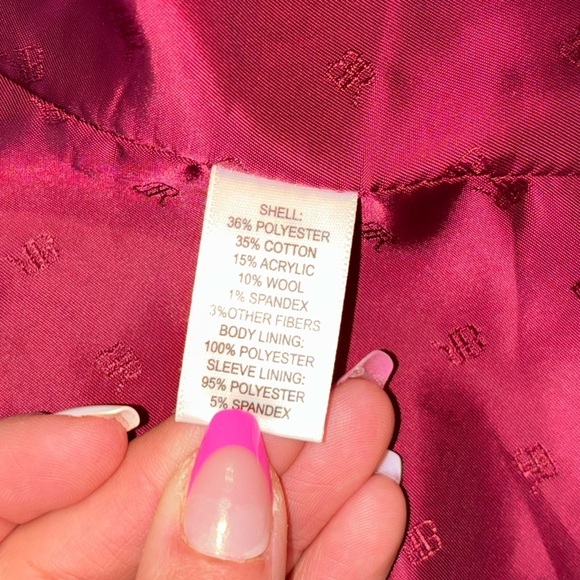 SHELL:
36% POLYESTER
35% COTTON
15% ACRYLIC
10% WOOL
1% SPANDEX
3%OTHER FIBERS
BODY LINING:
100% POLYESTER
SLEEVE LINING:
95% POLYESTER
5% SPANDEX